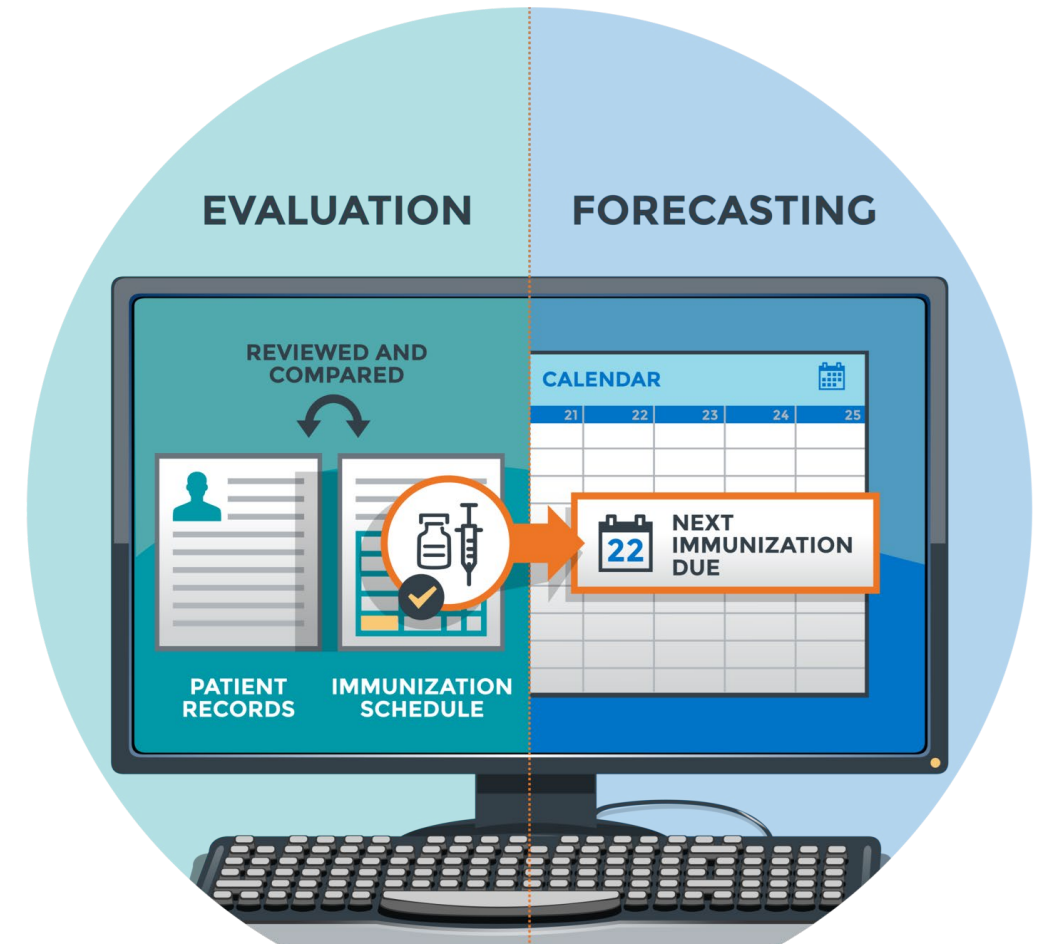 EVALUATION
FORECASTING
REVIEWED AND
COMPARED
PATIENT
RECORDS
IMMUNIZATION
SCHEDULE
CALENDAR
21 22 23 24 25
22
NEXT
IMMUNIZATION
DUE